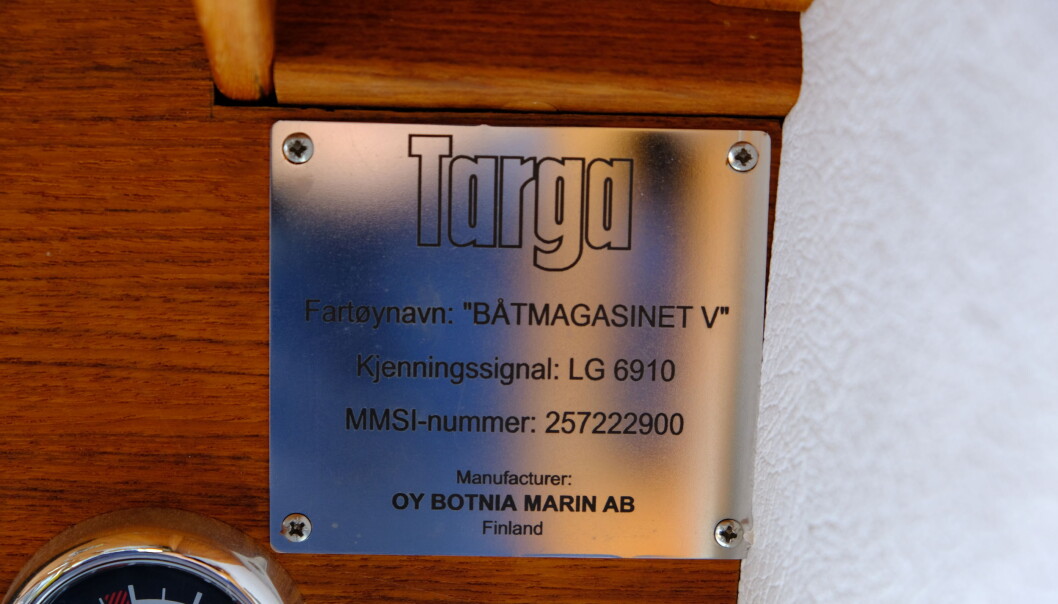 Targa
Fartøynavn: "BÅTMAGASINET V"
Kjenningssignal: LG 6910
MMSI-nummer: 257222900
Manufacturer:
OY BOTNIA MARIN AB
Finland